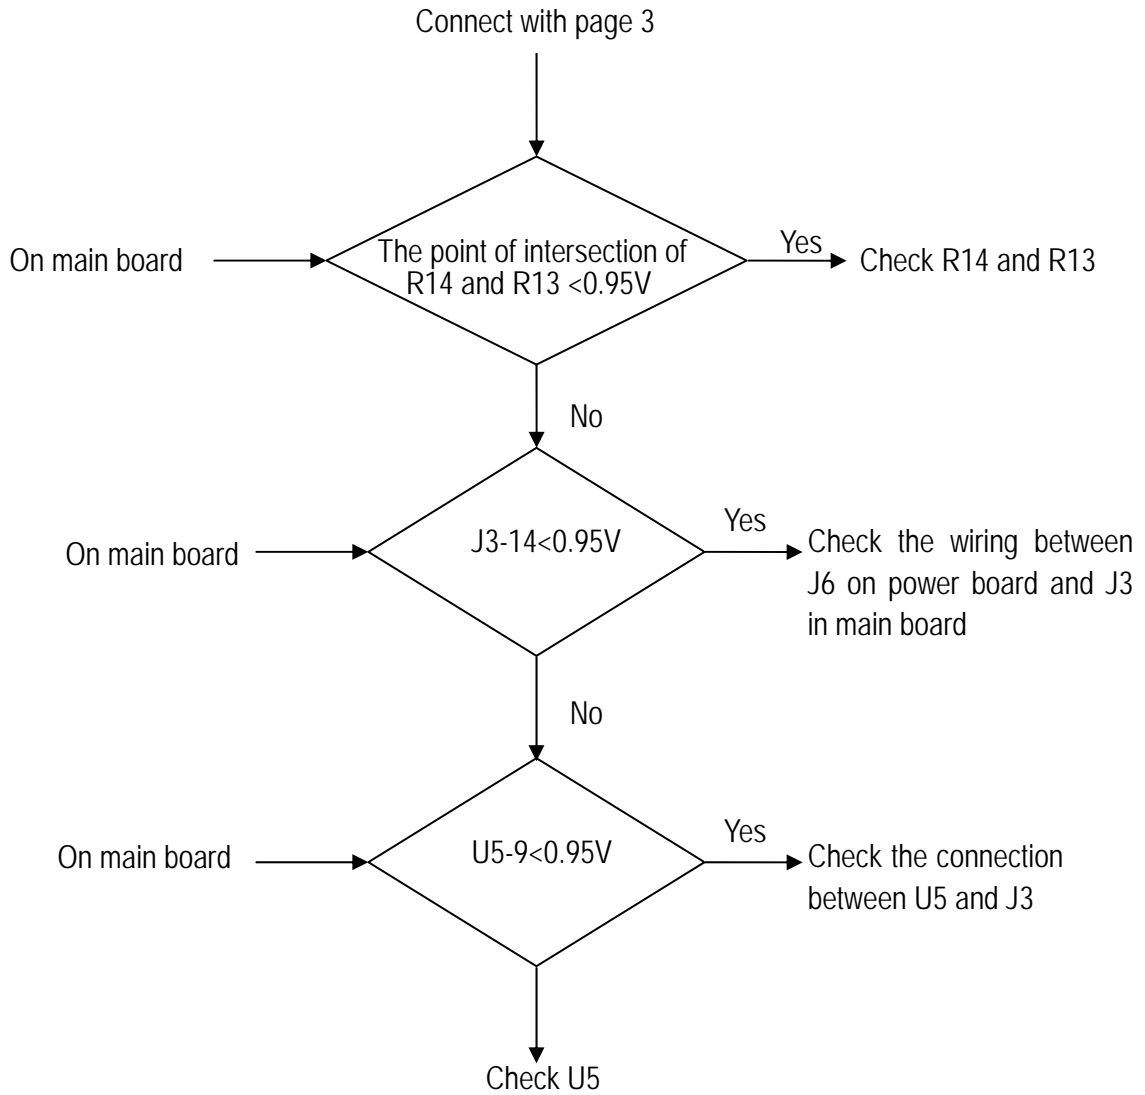 Connect with page 3
On main board
The point of intersection of
R14 and R13 <0.95V
Yes
Check R14 and R13
No
On main board
J3-14<0.95V
Yes
Check the wiring between
J6 on power board and J3
in main board
No
On main board
U5-9<0.95V
Yes
Check the connection
between U5 and J3
Check U5